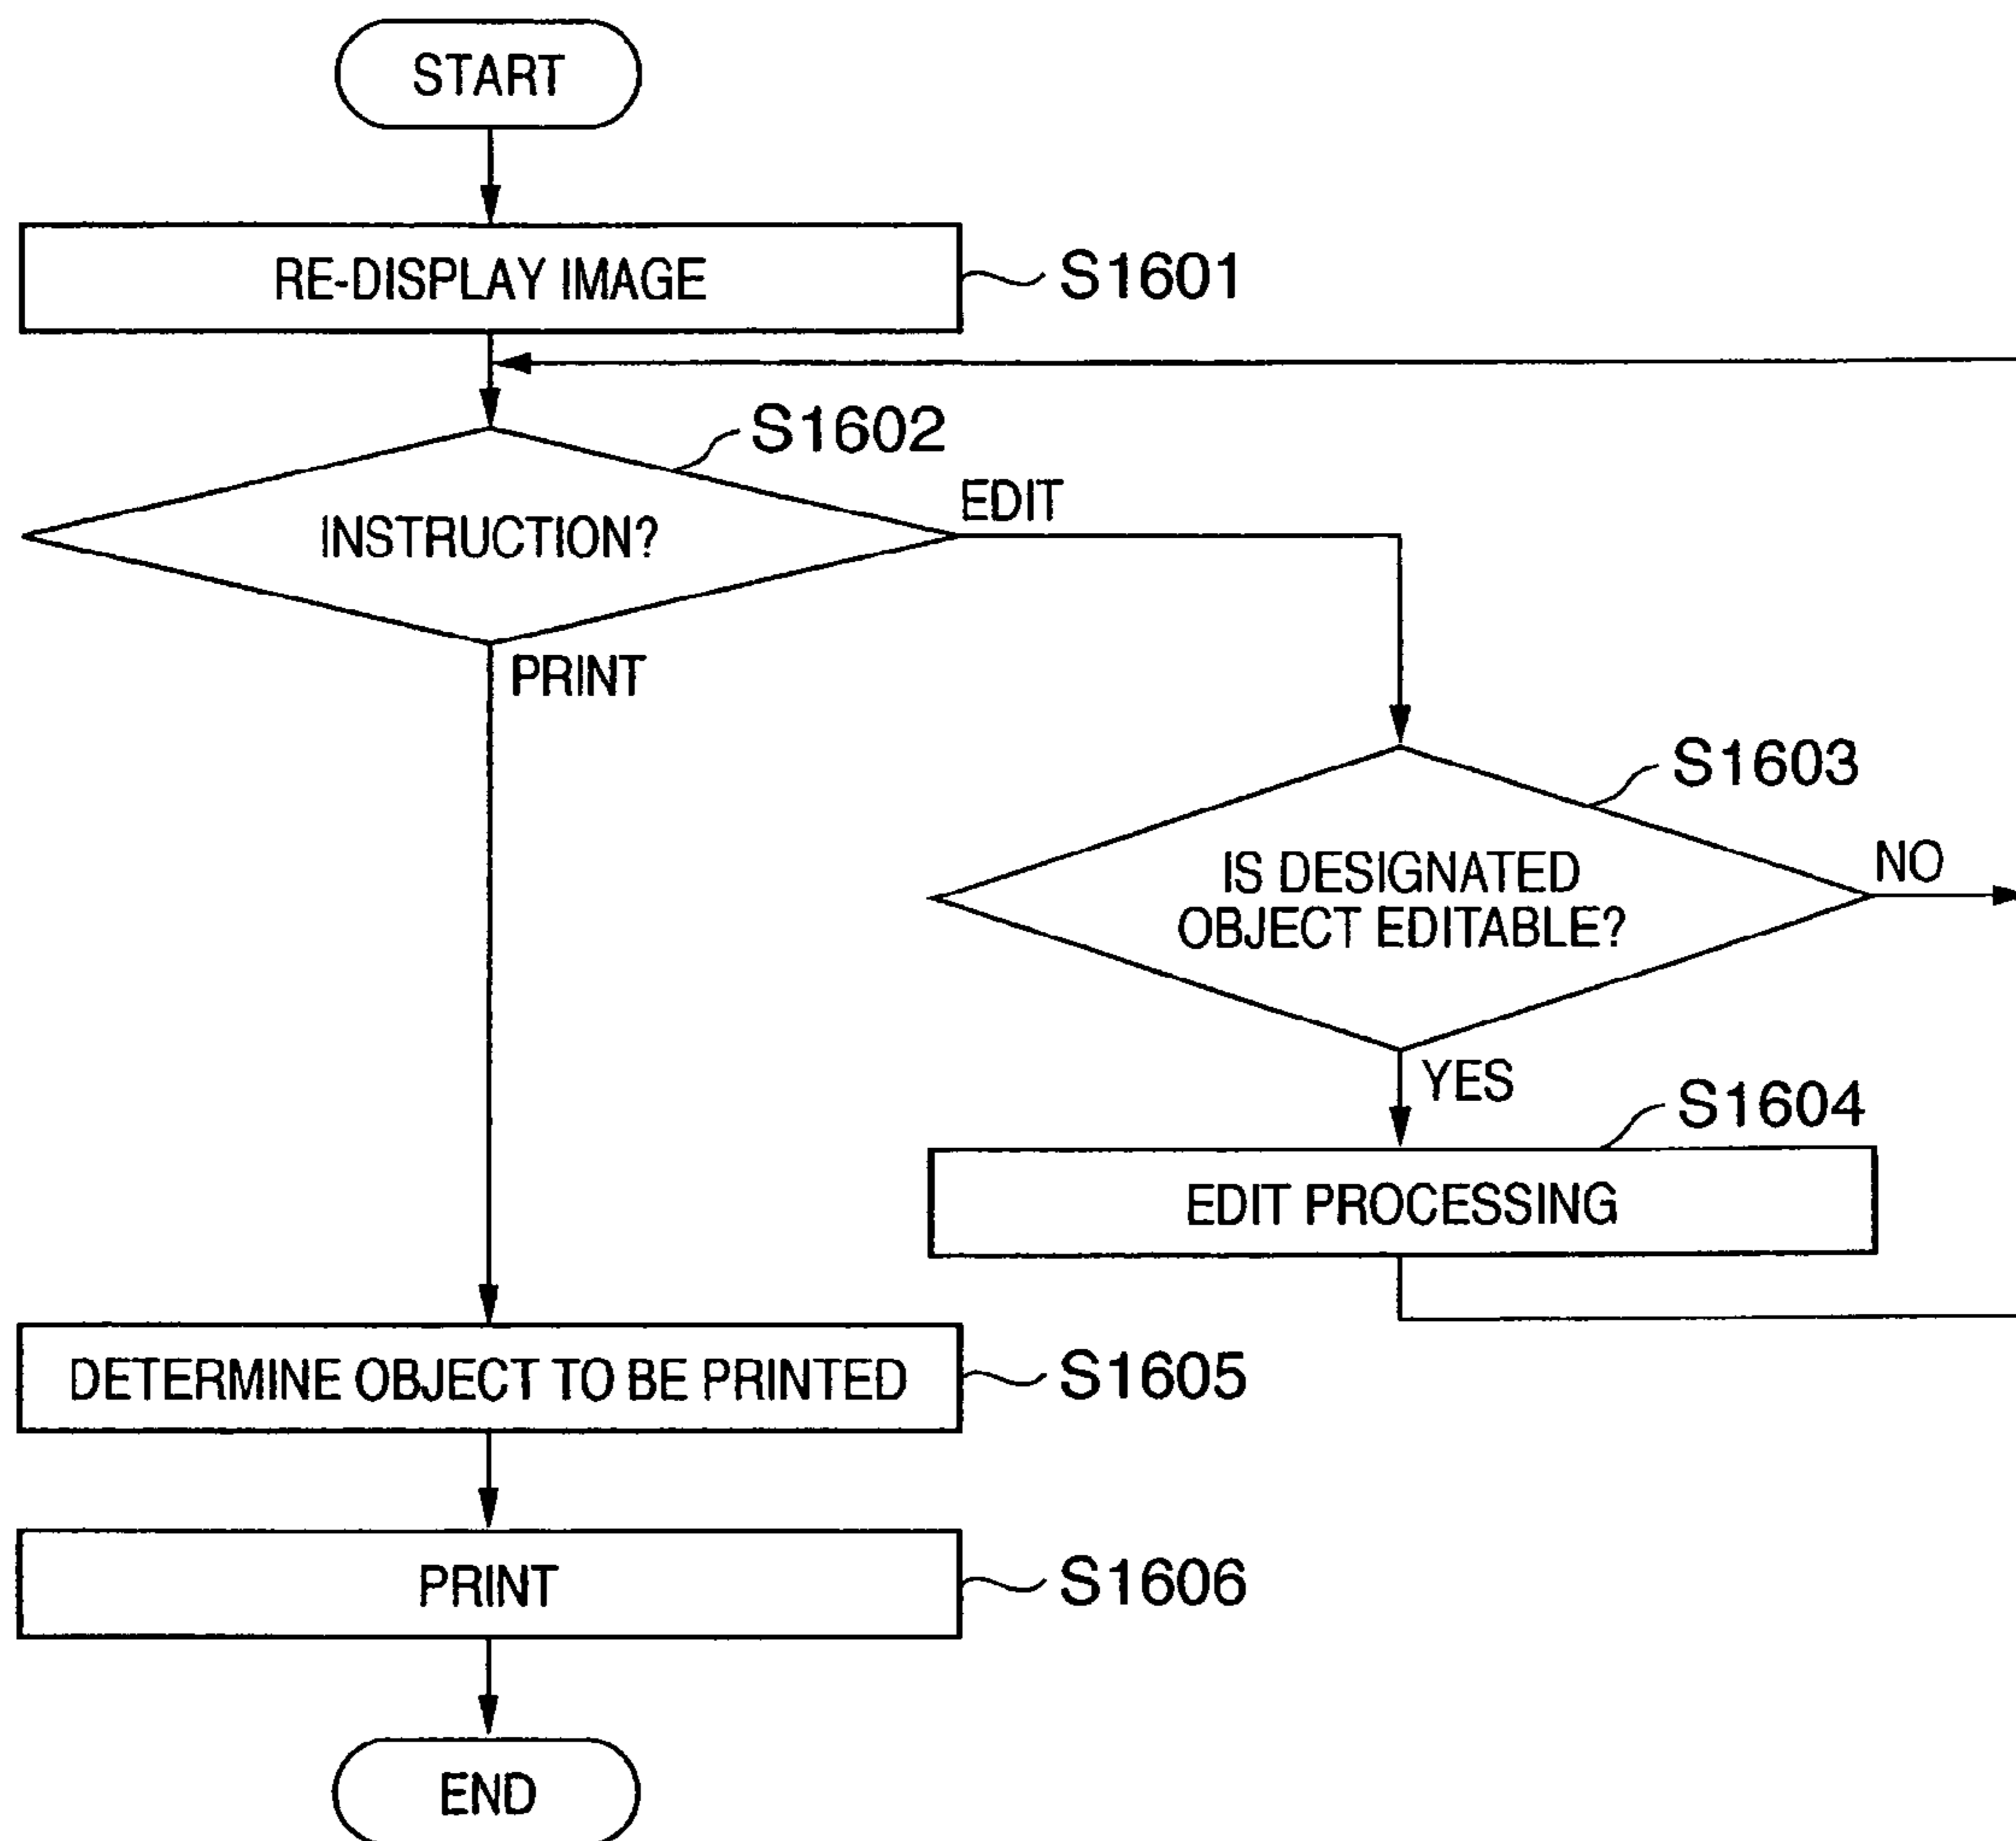 START
RE-DISPLAY IMAGE
S1601
S1602
INSTRUCTION?
EDIT
PRINT
S1603
IS DESIGNATED
OBJECT EDITABLE?
NO
YES
S1604
EDIT PROCESSING
DETERMINE OBJECT TO BE PRINTED
S1605
PRINT
S1606
END